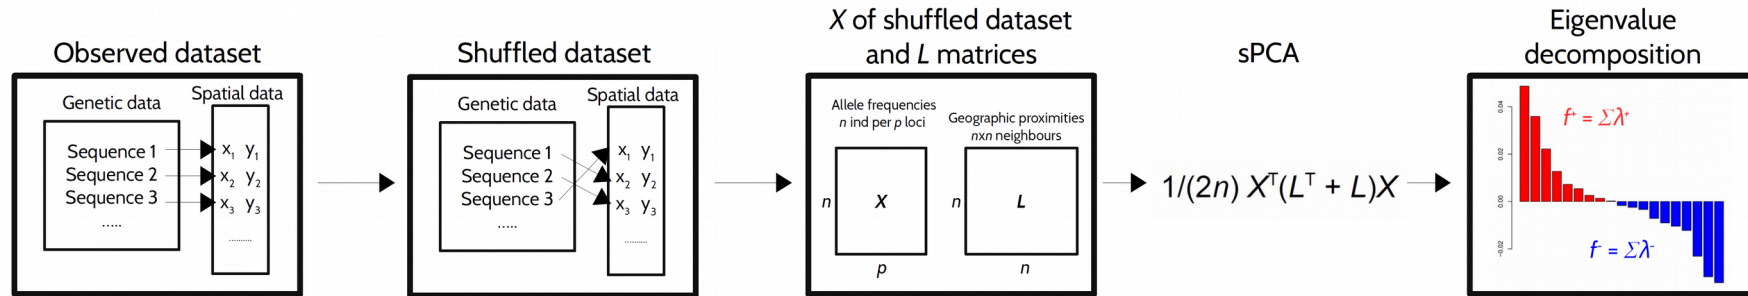 Observed dataset
Genetic data
Spatial data
Sequence 1
Sequence 2
Sequence 3
.....
x₁ y₁
x₂ y₂
x₃ y₃
..........
Shuffled dataset
Genetic data
Spatial data
Sequence 1
Sequence 2
Sequence 3
.....
x₁ y₁
x₂ y₂
x₃ y₃
..........
X of shuffled dataset
and L matrices
Allele frequencies
n ind per p loci
n
X
p
Geographic proximities
nxn neighbours
n
L
n
sPCA
1/(2n) Xᵀ(Lᵀ + L)X
Eigenvalue
decomposition
0.04
0.02
0.00
-0.02
f⁺ = Σλ⁺
f⁻ = Σλ⁻